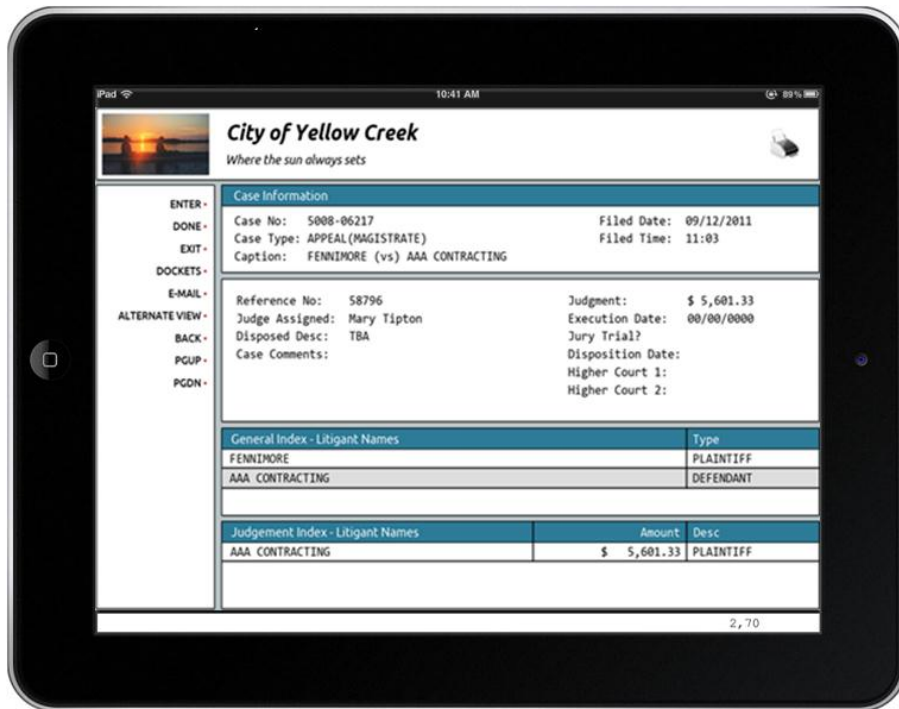 iPad
10:41 AM
89%
City of Yellow Creek
Where the sun always sets
ENTER
DONE
EXIT
DOCKETS
E-MAIL
ALTERNATE VIEW
BACK
PGUP
PGDN
Case Information
Case No: 5008-06217 Filed Date: 09/12/2011
Case Type: APPEAL(MAGISTRATE) Filed Time: 11:03
Caption: FENNIMORE (vs) AAA CONTRACTING
Reference No: 58796 Judgment: $ 5,601.33
Judge Assigned: Mary Tipton Execution Date: 00/00/0000
Disposed Desc: TBA Jury Trial?
Case Comments: Disposition Date:
Higher Court 1:
Higher Court 2:
General Index - Litigant Names Type
FENNIMORE PLAINTIFF
AAA CONTRACTING DEFENDANT
Judgement Index - Litigant Names Amount Desc
AAA CONTRACTING $ 5,601.33 PLAINTIFF
2,70